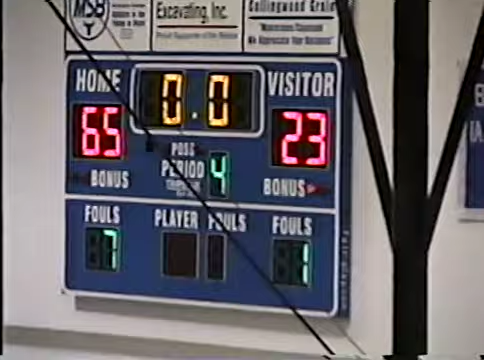 MSB
Excavating, Inc.
Collingwood Grain
HOME
0.0
VISITOR
65
23
POSS
PERIOD
4
BONUS
BONUS
FOULS
PLAYER FOULS
FOULS
7
1